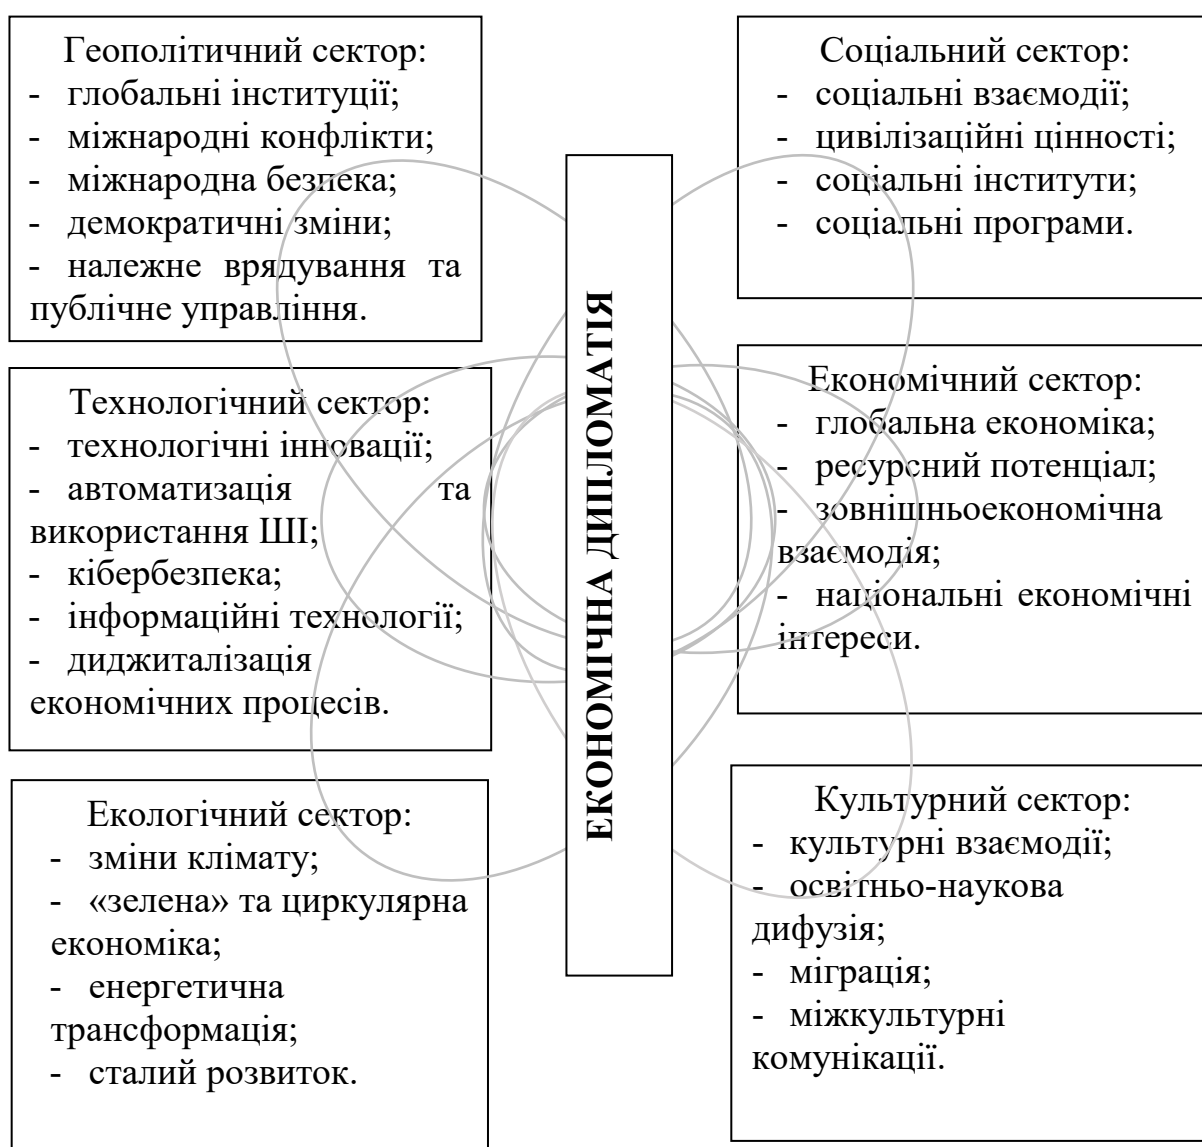 Геополітичний сектор:
- глобальні інституції;
- міжнародні конфлікти;
- міжнародна безпека;
- демократичні зміни;
- належне врядування та
публічне управління.
Соціальний сектор:
- соціальні взаємодії;
- цивілізаційні цінності;
- соціальні інститути;
- соціальні програми.
ЕКОНОМІЧНА ДИПЛОМАТІЯ
Технологічний сектор:
- технологічні інновації;
- автоматизація та
використання ШІ;
- кібербезпека;
- інформаційні технології;
- диджиталізація
економічних процесів.
Економічний сектор:
- глобальна економіка;
- ресурсний потенціал;
- зовнішньоекономічна
взаємодія;
- національні економічні
інтереси.
Екологічний сектор:
- зміни клімату;
- «зелена» та циркулярна
економіка;
- енергетична
трансформація;
- сталий розвиток.
Культурний сектор:
- культурні взаємодії;
- освітньо-наукова
дифузія;
- міграція;
- міжкультурні
комунікації.